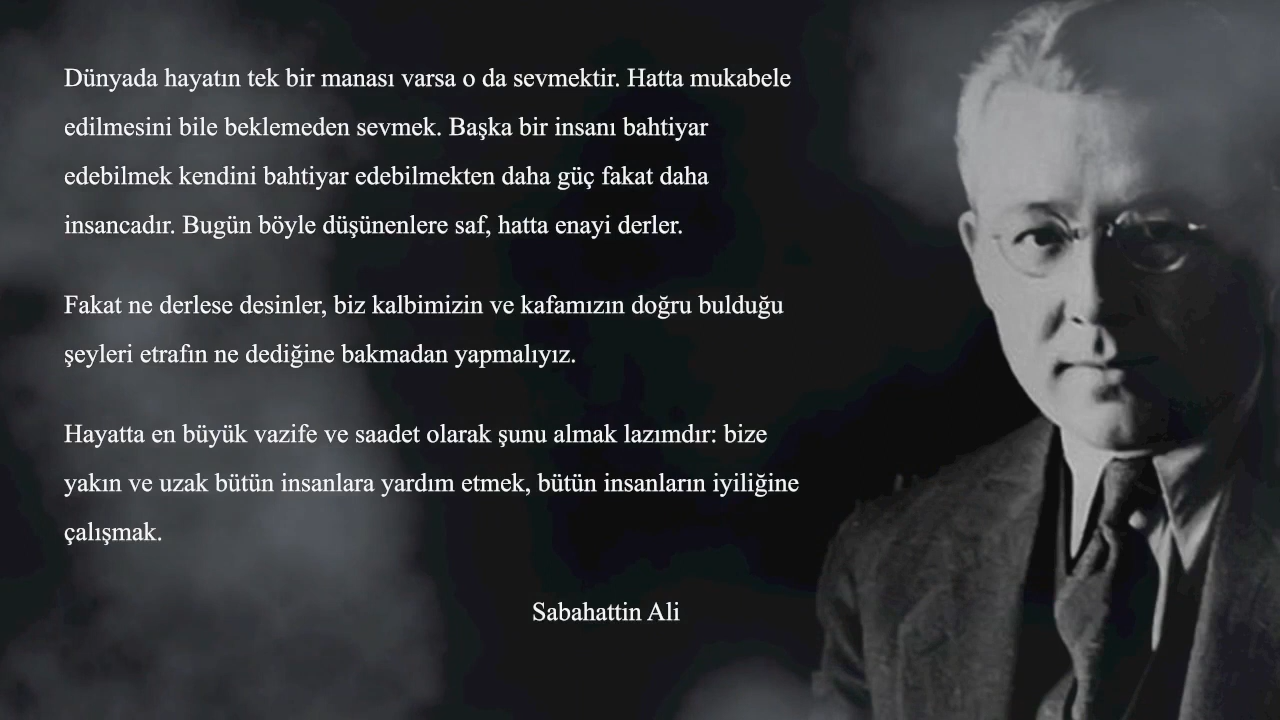 Dünyada hayatın tek bir manası varsa o da sevmektir. Hatta mukabele
edilmesini bile beklemeden sevmek. Başka bir insanı bahtiyar
edebilmek kendini bahtiyar edebilmekten daha güç fakat daha
insancadır. Bugün böyle düşünenlere saf, hatta enayi derler.
Fakat ne derlese desinler, biz kalbimizin ve kafamızın doğru bulduğu
şeyleri etrafın ne dediğine bakmadan yapmalıyız.
Hayatta en büyük vazife ve saadet olarak şunu almak lazımdır: bize
yakın ve uzak bütün insanlara yardım etmek, bütün insanların iyiliğine
çalışmak.
Sabahattin Ali